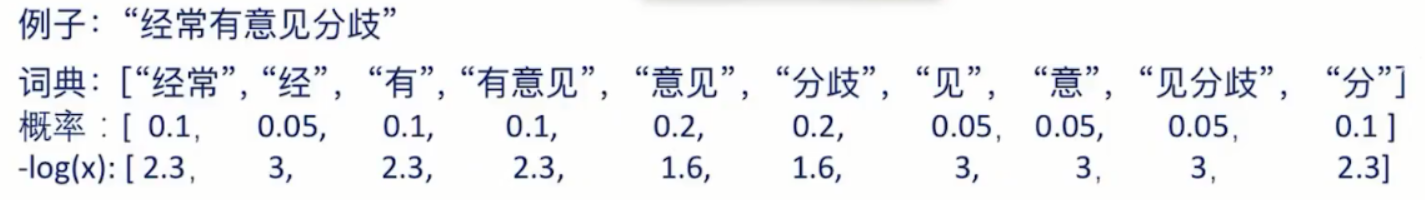 例子：“经常有意见分歧”
词典：[“经常”, “经”, “有”, “有意见”, “意见”, “分歧”, “见”, “意”, “见分歧”, “分”]
概率：[ 0.1, 0.05, 0.1, 0.1, 0.2, 0.2, 0.05, 0.05, 0.05, 0.1 ]
-log(x): [ 2.3, 3, 2.3, 2.3, 1.6, 1.6, 3, 3, 3, 2.3]